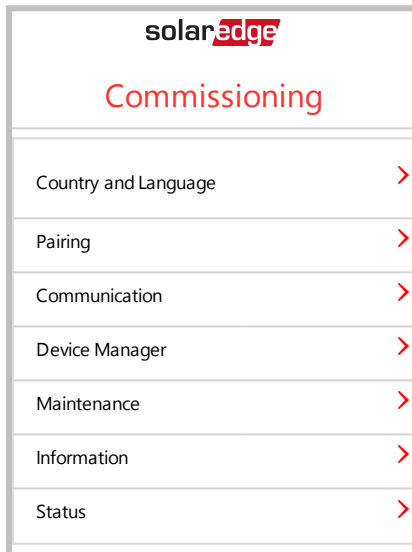 solaredge
Commissioning
Country and Language
Pairing
Communication
Device Manager
Maintenance
Information
Status